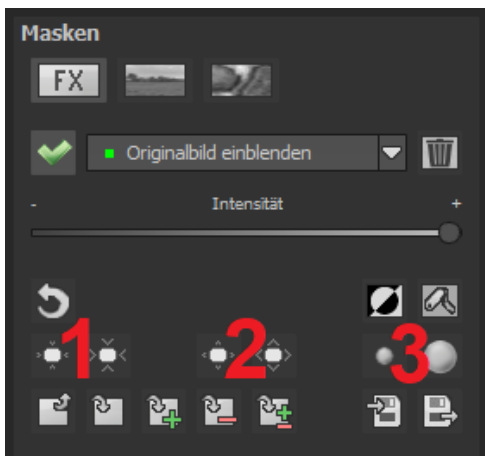 Masken
FX
Originalbild einblenden
- Intensität +
1 2 3